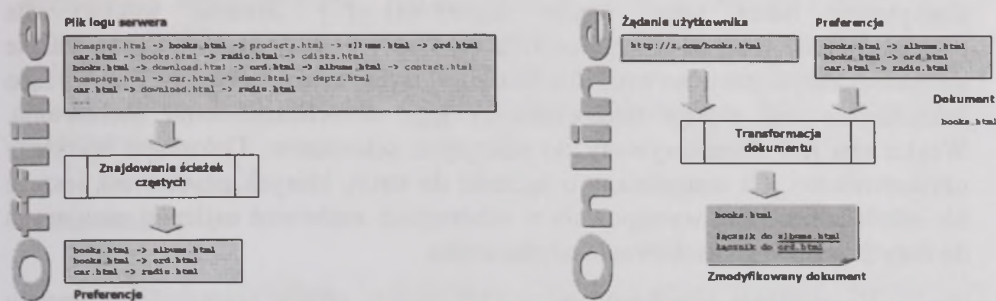 Offline
Plik logu serwera
homepage.html -> books.html -> products.html -> albums.html -> ord.html
car.html -> books.html -> radio.html -> cdisks.html
books.html -> download.html -> ord.html -> albums.html -> contact.html
homepage.html -> car.html -> demo.html -> depts.html
car.html -> download.html -> radio.html
...
Znajdowanie ścieżek
częstych
books.html -> albums.html
books.html -> ord.html
car.html -> radio.html
Preferencje
Online
Żądanie użytkownika
http://z.com/books.html
Preferencje
books.html -> albums.html
books.html -> ord.html
car.html -> radio.html
Dokument
books.html
Transformacja
dokumentu
books.html
łącznik do albums.html
łącznik do ord.html
Zmodyfikowany dokument